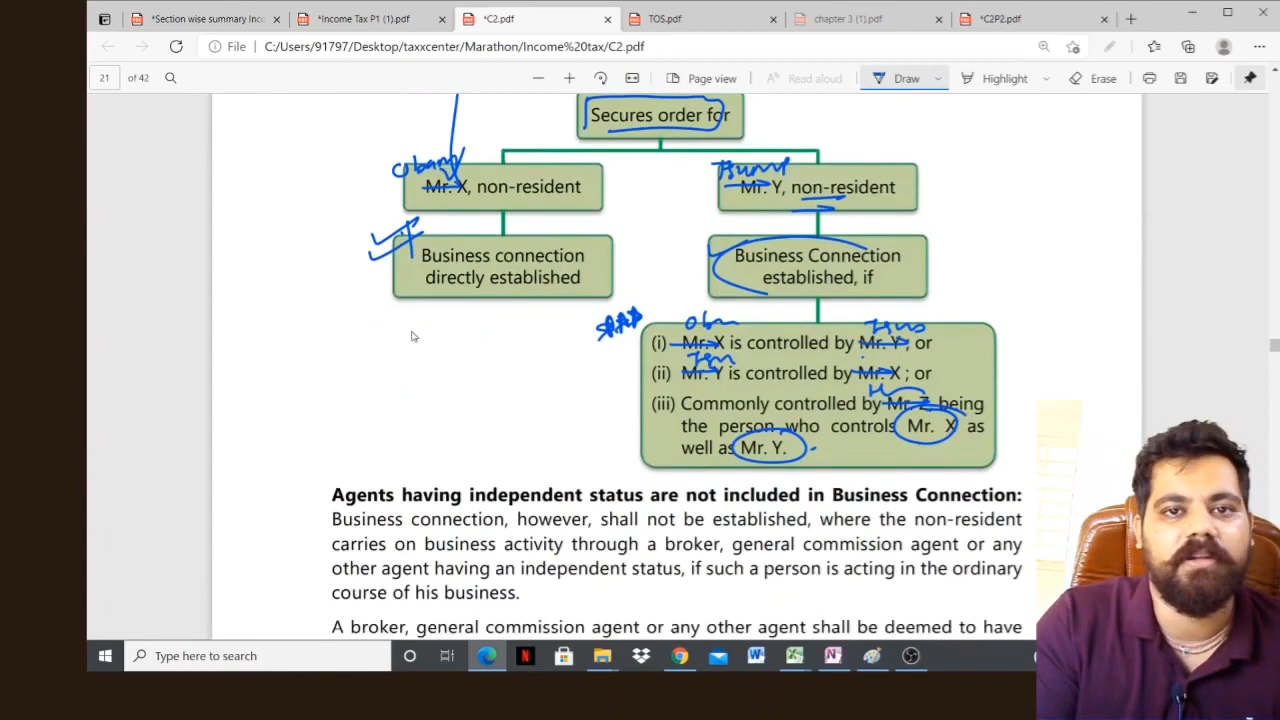 *Section wise summary Inc
*Income Tax P1 (1).pdf
*C2.pdf
TOS.pdf
chapter 3 (1).pdf
*C2P2.pdf
File
C:/Users/91797/Desktop/taxxcenter/Marathon/Income%20tax/C2.pdf
21 of 42
Page view
Read aloud
Draw
Highlight
Erase
Secures order for
Obama
Mr. X, non-resident
Mr. Y, non-resident
Business connection
directly established
Business Connection
established, if
(i) Mr. X is controlled by Mr. Y ; or
(ii) Mr. Y is controlled by Mr. X ; or
(iii) Commonly controlled by Mr. Z being
the person who controls Mr. X as
well as Mr. Y.
Agents having independent status are not included in Business Connection:
Business connection, however, shall not be established, where the non-resident
carries on business activity through a broker, general commission agent or any
other agent having an independent status, if such a person is acting in the ordinary
course of his business.
A broker, general commission agent or any other agent shall be deemed to have
Type here to search